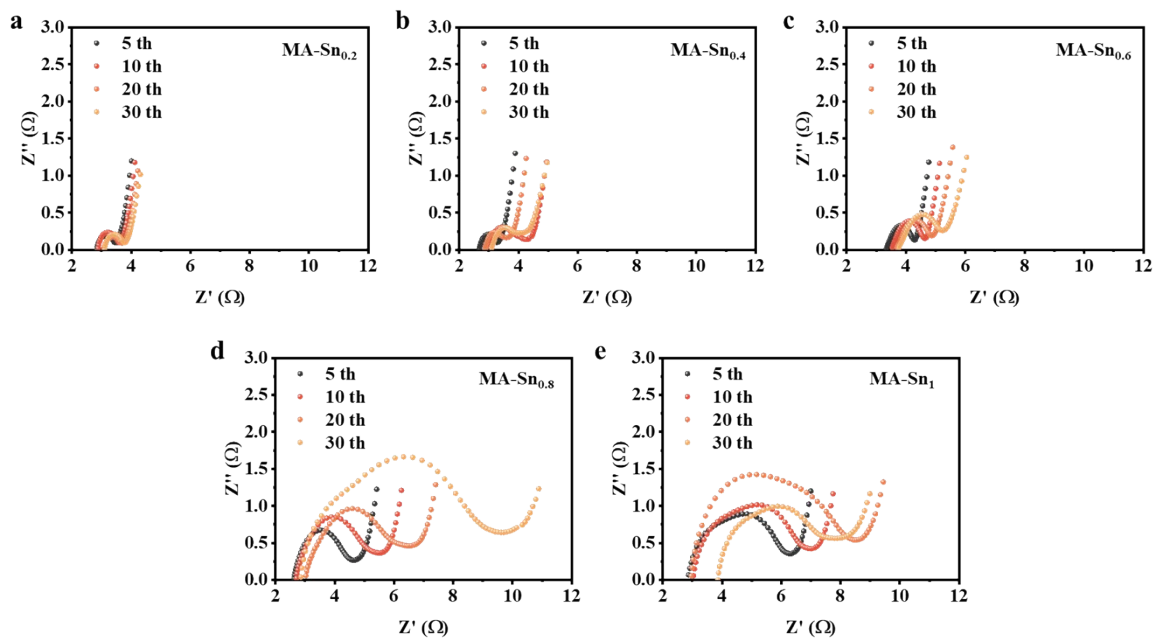 a
3.0
2.5
2.0
1.5
1.0
0.5
0.0
Z'' (Ω)
5 th
10 th
20 th
30 th
MA-Sn0.2
2 4 6 8 10 12
Z' (Ω)
b
3.0
2.5
2.0
1.5
1.0
0.5
0.0
Z'' (Ω)
5 th
10 th
20 th
30 th
MA-Sn0.4
2 4 6 8 10 12
Z' (Ω)
c
3.0
2.5
2.0
1.5
1.0
0.5
0.0
Z'' (Ω)
5 th
10 th
20 th
30 th
MA-Sn0.6
2 4 6 8 10 12
Z' (Ω)
d
3.0
2.5
2.0
1.5
1.0
0.5
0.0
Z'' (Ω)
5 th
10 th
20 th
30 th
MA-Sn0.8
2 4 6 8 10 12
Z' (Ω)
e
3.0
2.5
2.0
1.5
1.0
0.5
0.0
Z'' (Ω)
5 th
10 th
20 th
30 th
MA-Sn1
2 4 6 8 10 12
Z' (Ω)